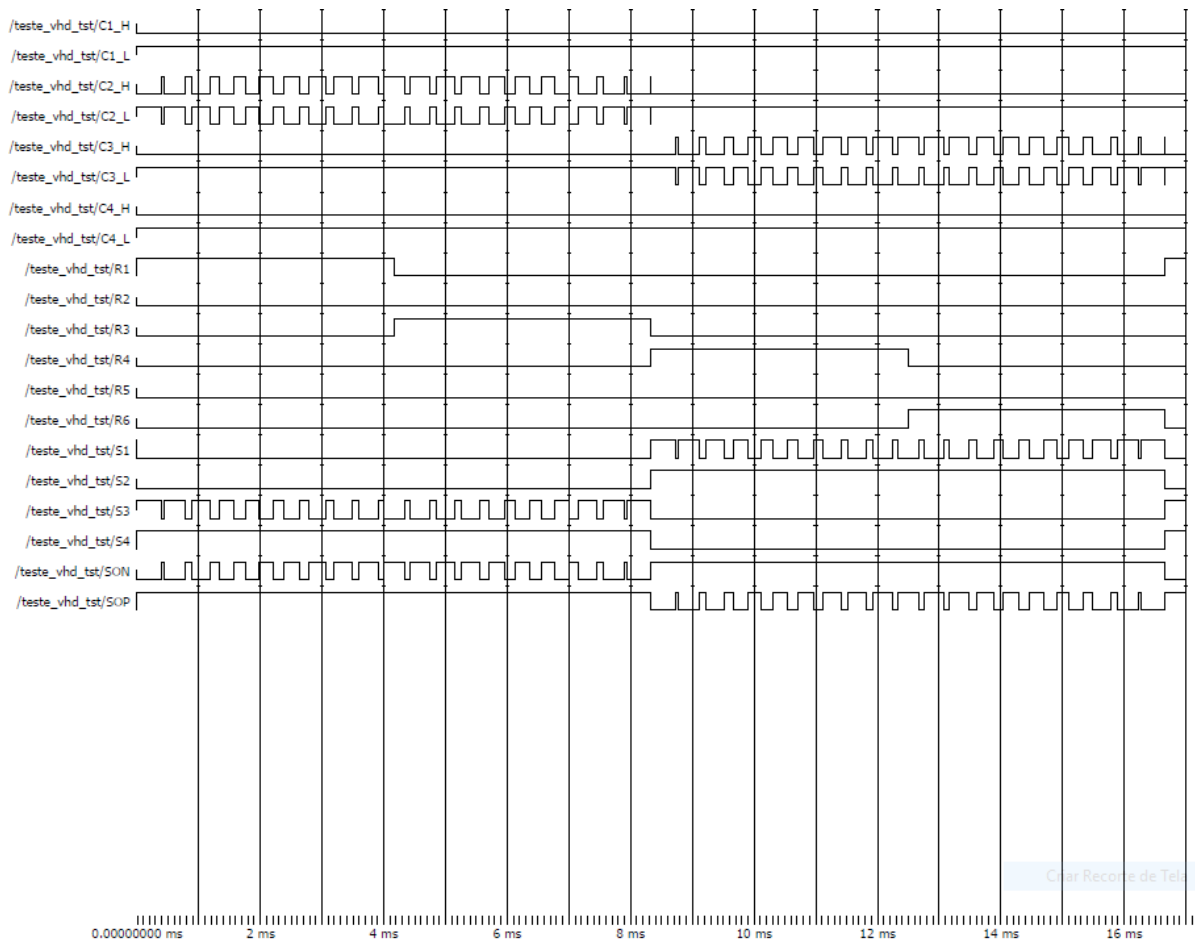 /teste_vhd_tst/C1_H
/teste_vhd_tst/C1_L
/teste_vhd_tst/C2_H
/teste_vhd_tst/C2_L
/teste_vhd_tst/C3_H
/teste_vhd_tst/C3_L
/teste_vhd_tst/C4_H
/teste_vhd_tst/C4_L
/teste_vhd_tst/R1
/teste_vhd_tst/R2
/teste_vhd_tst/R3
/teste_vhd_tst/R4
/teste_vhd_tst/R5
/teste_vhd_tst/R6
/teste_vhd_tst/S1
/teste_vhd_tst/S2
/teste_vhd_tst/S3
/teste_vhd_tst/S4
/teste_vhd_tst/SON
/teste_vhd_tst/SOP
Criar Recorte de Tela
0.00000000 ms 2 ms 4 ms 6 ms 8 ms 10 ms 12 ms 14 ms 16 ms